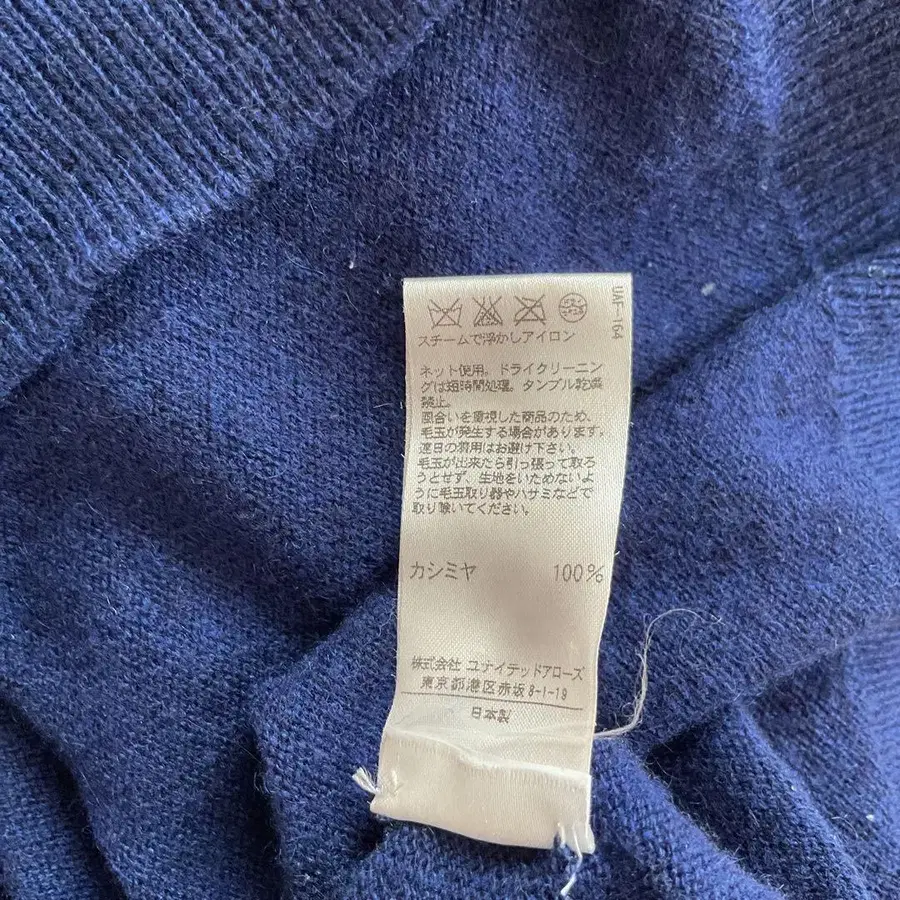 UAF-164
スチームで浮かしアイロン
ネット使用。ドライクリーニン
グは短時間処理。タンブル乾燥
禁止。
風合いを重視した商品のため、
毛玉が発生する場合があります。
連日の着用はお避け下さい。
毛玉が出来たら引っ張って取ろ
うとせず、生地をいためないよ
うに毛玉取り器やハサミなどで
取り除いてください。
カシミヤ 100%
株式会社 ユナイテッドアローズ
東京都港区赤坂8-1-19
日本製